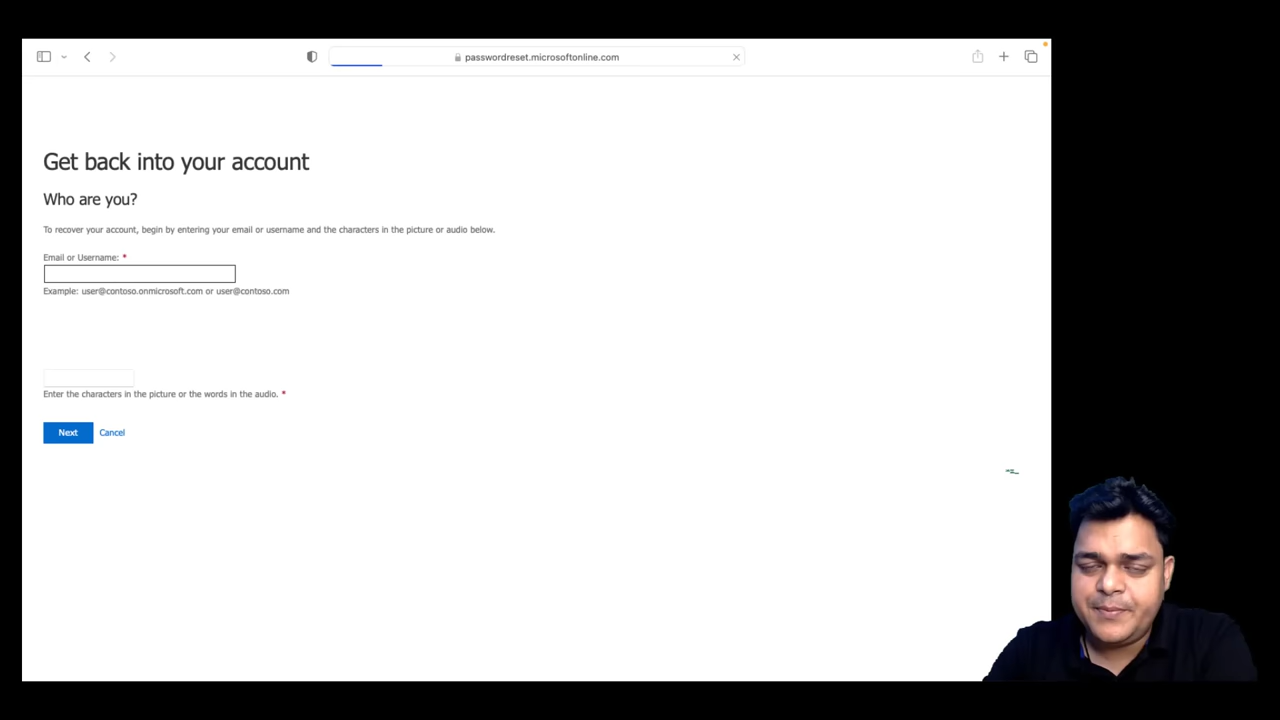 passwordreset.microsoftonline.com
Get back into your account
Who are you?
To recover your account, begin by entering your email or username and the characters in the picture or audio below.
Email or Username: *
Example: user@contoso.onmicrosoft.com or user@contoso.com
Enter the characters in the picture or the words in the audio. *
Next Cancel